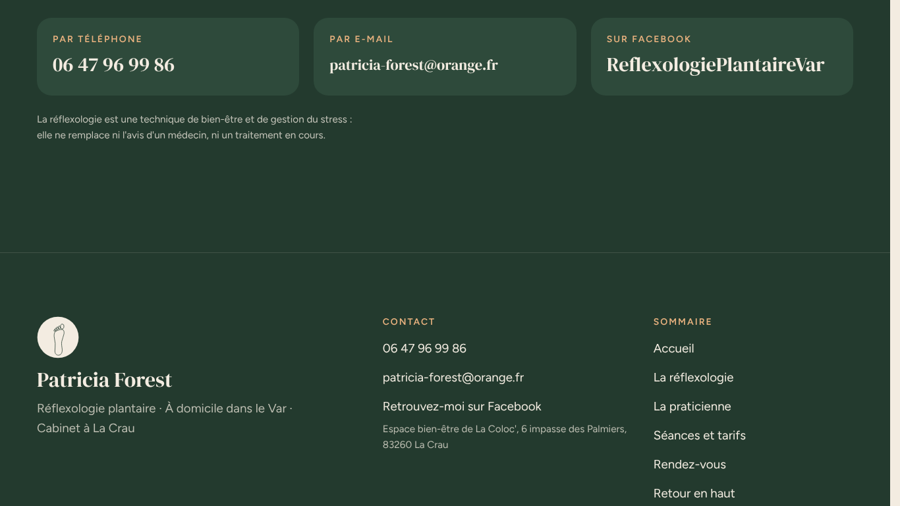 PAR TÉLÉPHONE
06 47 96 99 86
PAR E-MAIL
patricia-forest@orange.fr
SUR FACEBOOK
ReflexologiePlantaireVar
La réflexologie est une technique de bien-être et de gestion du stress :
elle ne remplace ni l'avis d'un médecin, ni un traitement en cours.
Patricia Forest
Réflexologie plantaire · À domicile dans le Var ·
Cabinet à La Crau
CONTACT
06 47 96 99 86
patricia-forest@orange.fr
Retrouvez-moi sur Facebook
Espace bien-être de La Coloc', 6 impasse des Palmiers,
83260 La Crau
SOMMAIRE
Accueil
La réflexologie
La praticienne
Séances et tarifs
Rendez-vous
Retour en haut